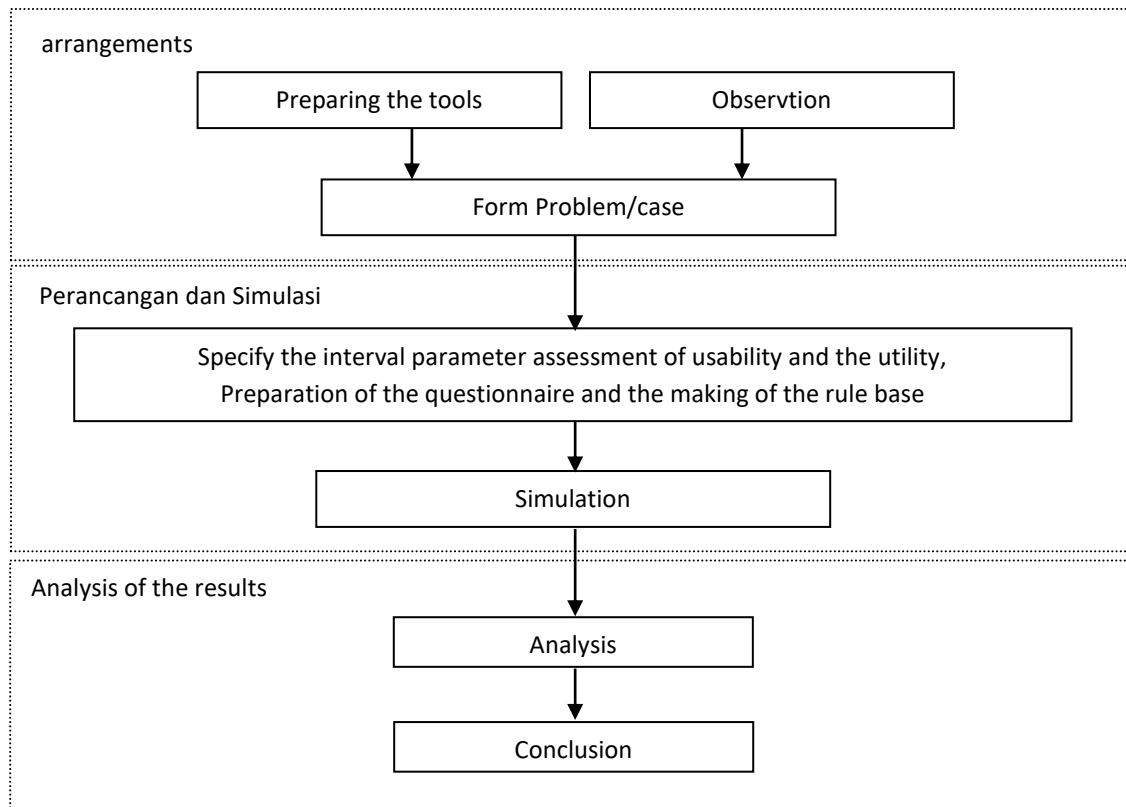 arrangements
Preparing the tools
Observtion
Form Problem/case
Perancangan dan Simulasi
Specify the interval parameter assessment of usability and the utility,
Preparation of the questionnaire and the making of the rule base
Simulation
Analysis of the results
Analysis
Conclusion